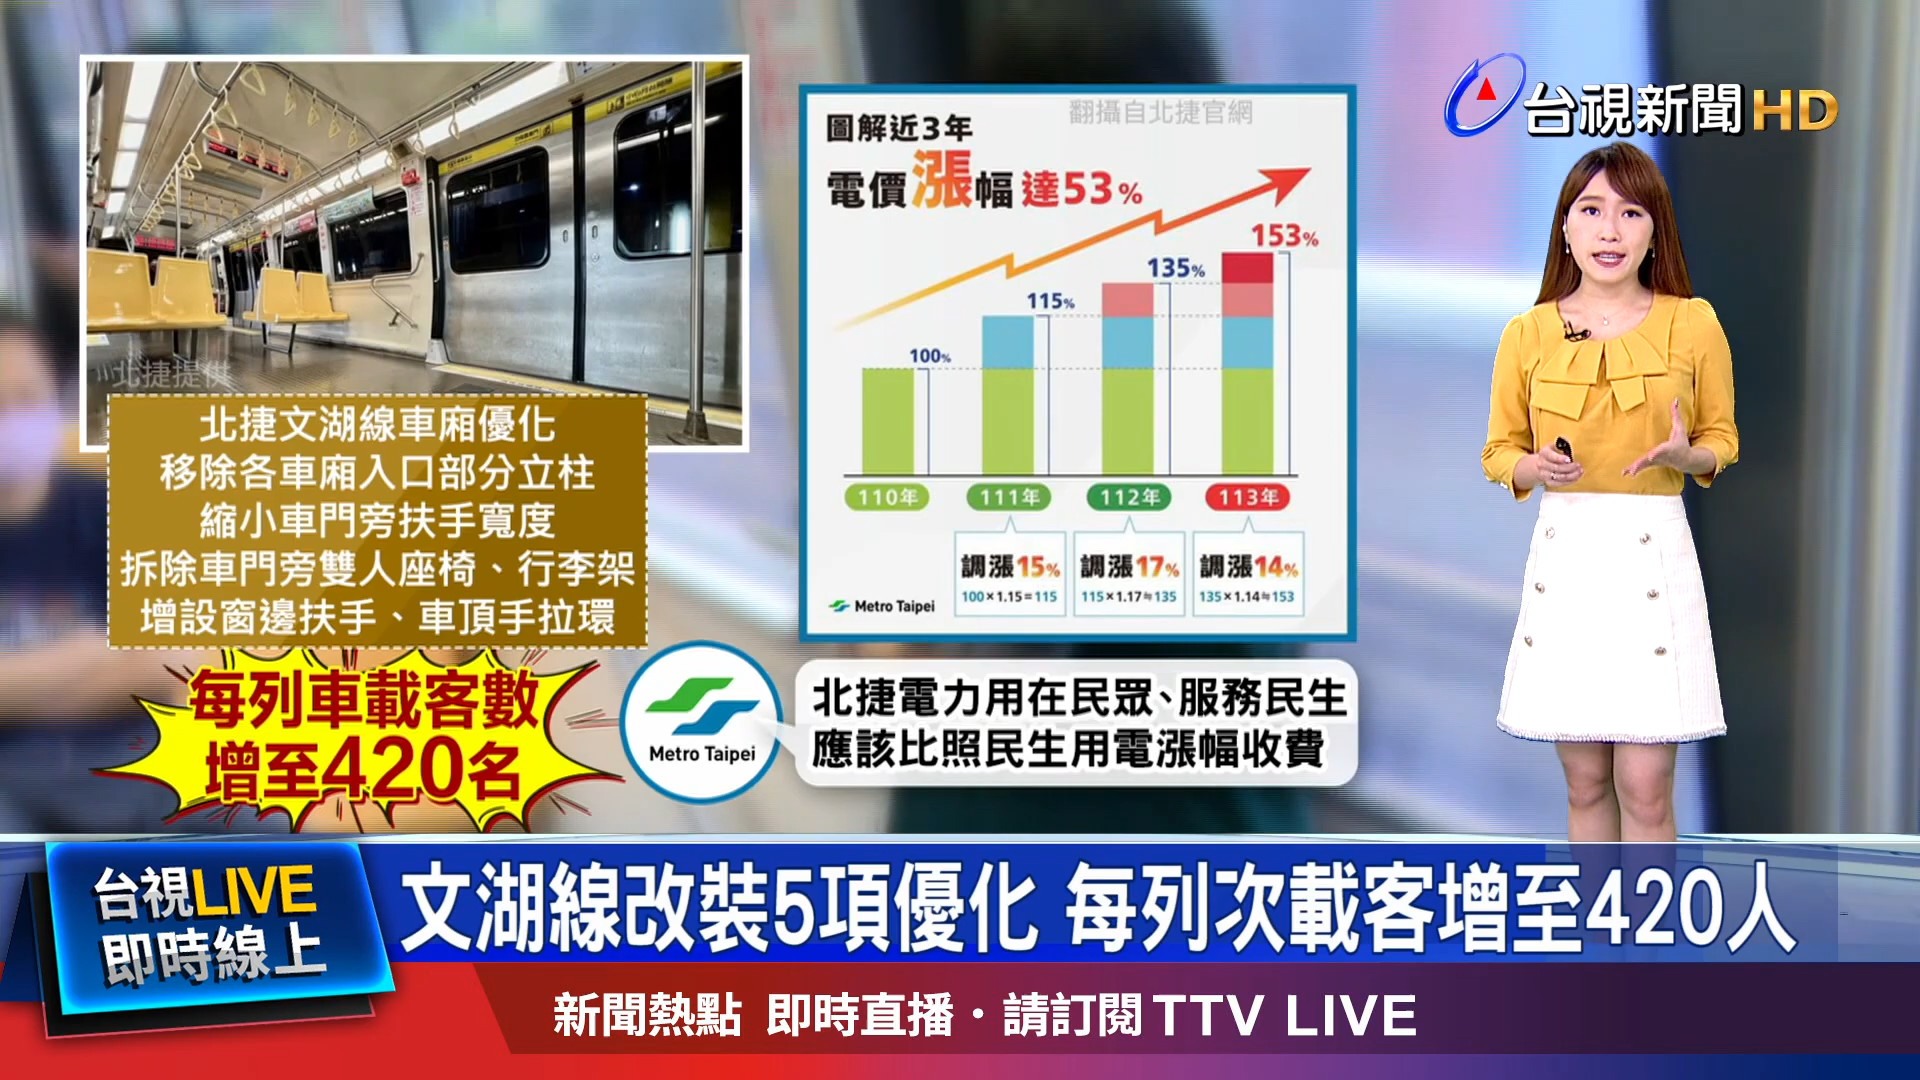 台視新聞HD
北捷提供
北捷文湖線車廂優化
移除各車廂入口部分立柱
縮小車門旁扶手寬度
拆除車門旁雙人座椅、行李架
增設窗邊扶手、車頂手拉環
每列車載客數
增至420名
翻攝自北捷官網
圖解近3年
電價漲幅達53%
100%
115%
135%
153%
110年
111年
112年
113年
調漲15%
100×1.15=115
調漲17%
115×1.17≒135
調漲14%
135×1.14≒153
Metro Taipei
Metro Taipei
北捷電力用在民眾、服務民生
應該比照民生用電漲幅收費
台視LIVE
即時線上
文湖線改裝5項優化 每列次載客增至420人
新聞熱點 即時直播・請訂閱TTV LIVE